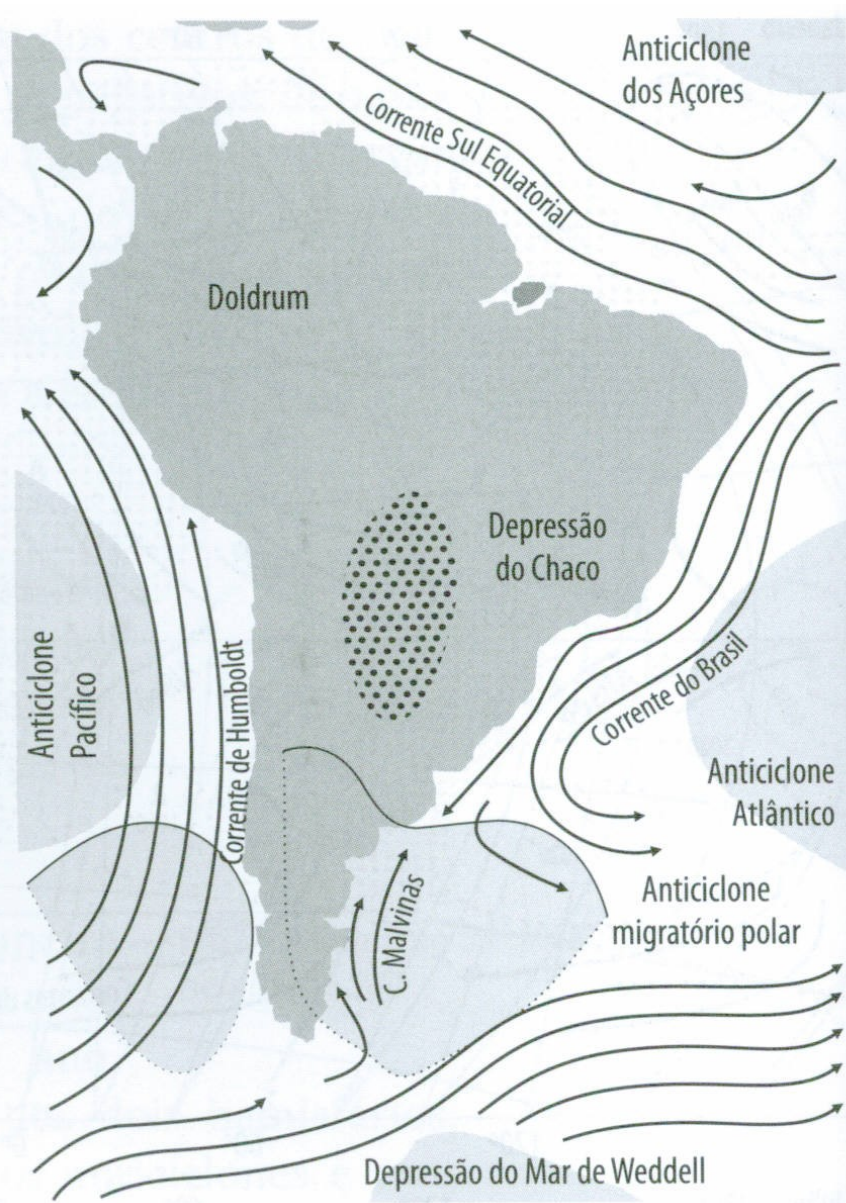 Anticiclone
dos Açores
Corrente Sul Equatorial
Doldrum
Depressão
do Chaco
Anticiclone
Pacífico
Corrente de Humboldt
Corrente do Brasil
Anticiclone
Atlântico
C. Malvinas
Anticiclone
migratório polar
Depressão do Mar de Weddell